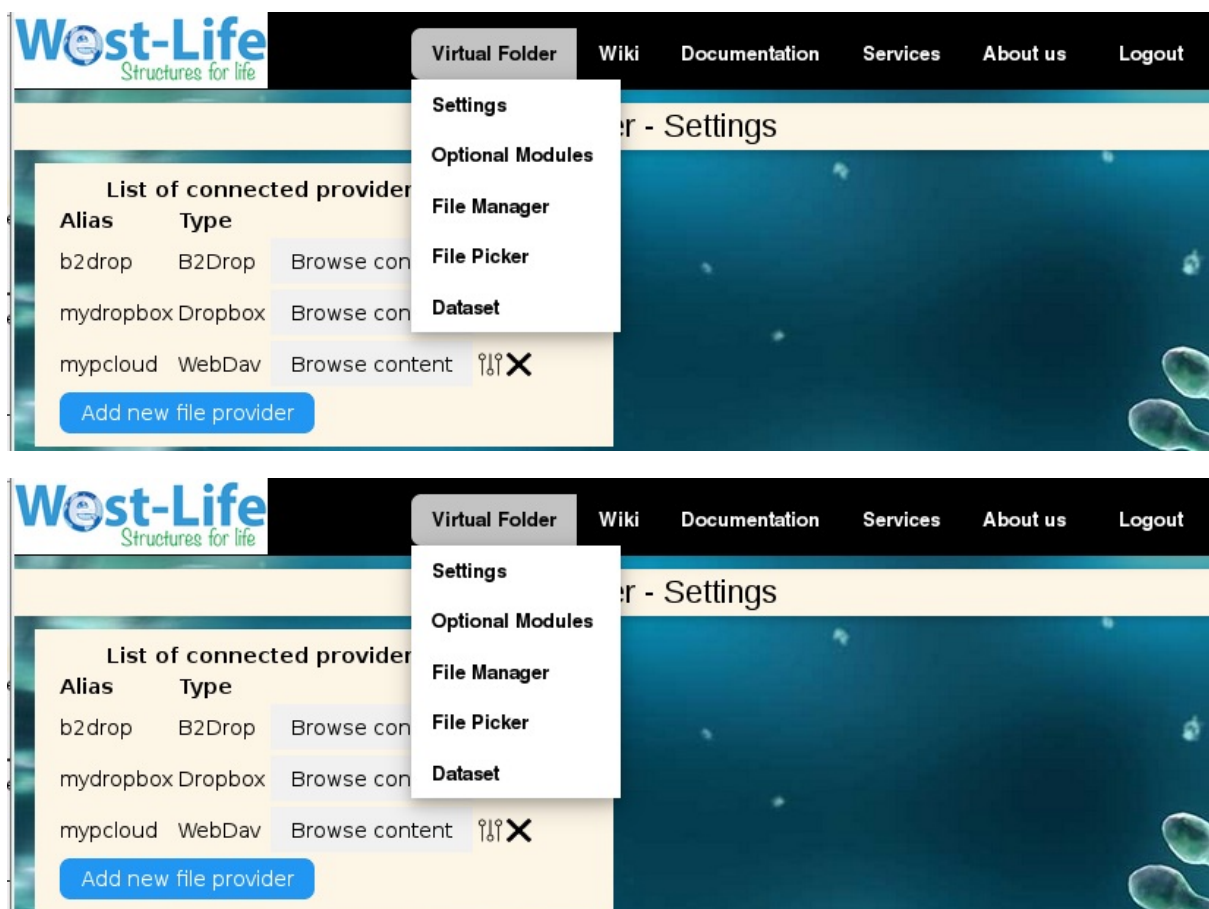 West-Life
Structures for life
Virtual Folder Wiki Documentation Services About us Logout
Settings
Optional Modules
File Manager
File Picker
Dataset
r - Settings
List of connected provider
Alias Type
b2drop B2Drop Browse con
mydropbox Dropbox Browse con
mypcloud WebDav Browse content
Add new file provider
West-Life
Structures for life
Virtual Folder Wiki Documentation Services About us Logout
Settings
Optional Modules
File Manager
File Picker
Dataset
r - Settings
List of connected provider
Alias Type
b2drop B2Drop Browse con
mydropbox Dropbox Browse con
mypcloud WebDav Browse content
Add new file provider